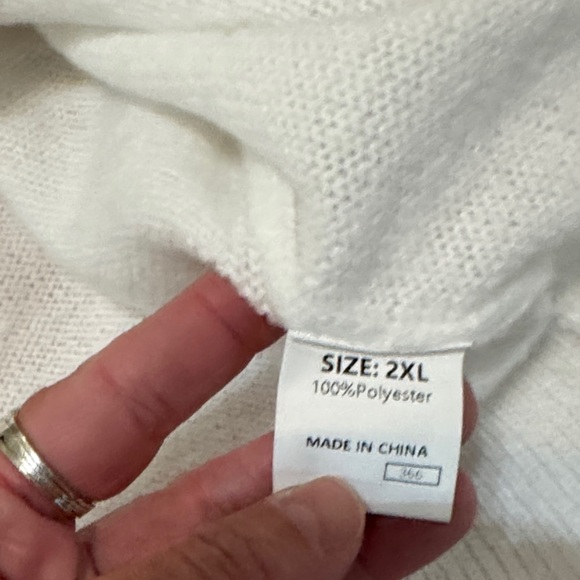 SIZE: 2XL
100%Polyester
MADE IN CHINA
366